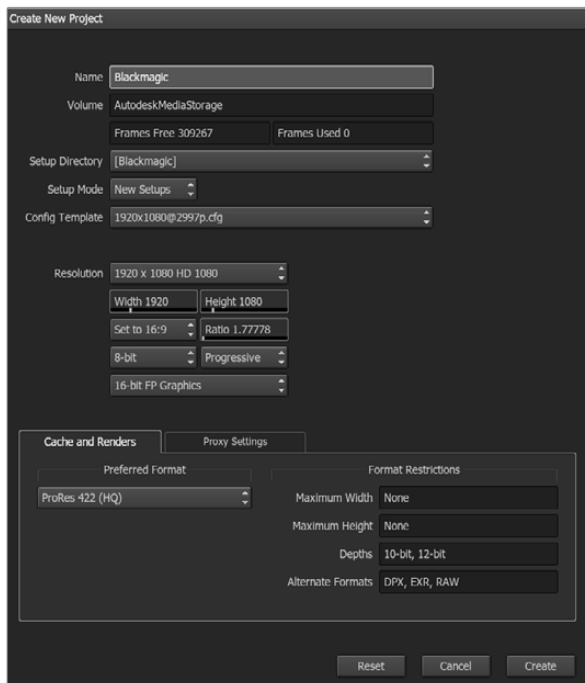 Create New Project
Name Blackmagic
Volume AutodeskMediaStorage
Frames Free 309267 Frames Used 0
Setup Directory [Blackmagic]
Setup Mode New Setups
Config Template 1920x1080@2997p.cfg
Resolution 1920 x 1080 HD 1080
Width 1920 Height 1080
Set to 16:9 Ratio 1.77778
8-bit Progressive
16-bit FP Graphics
Cache and Renders Proxy Settings
Preferred Format Format Restrictions
ProRes 422 (HQ) Maximum Width None
Maximum Height None
Depths 10-bit, 12-bit
Alternate Formats DPX, EXR, RAW
Reset Cancel Create